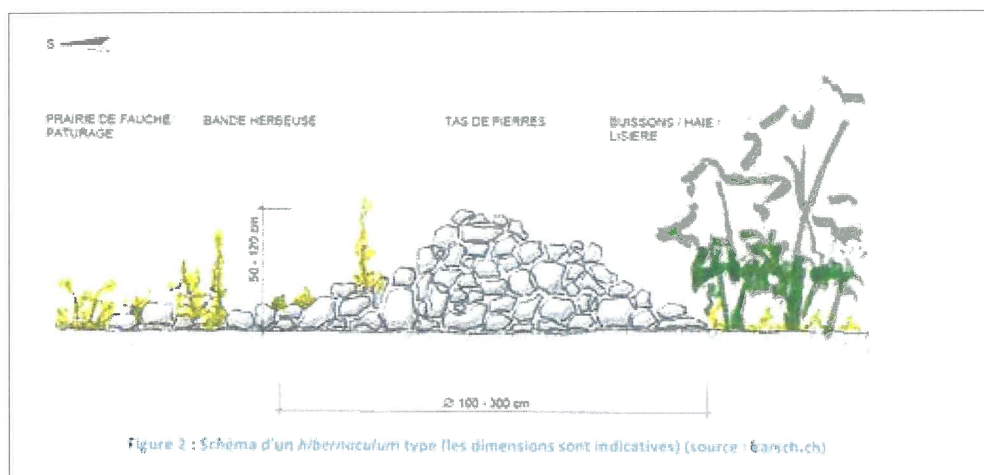 S
PRAIRIE DE FAUCHE
PATURAGE
BANDE HERBEUSE
TAS DE PIERRES
BUISSONS / HAIE /
LISIERE
50 - 120 cm
Ø 100 - 300 cm
Figure 2 : Schéma d'un hibernaculum type (les dimensions sont indicatives) (source : karch.ch)